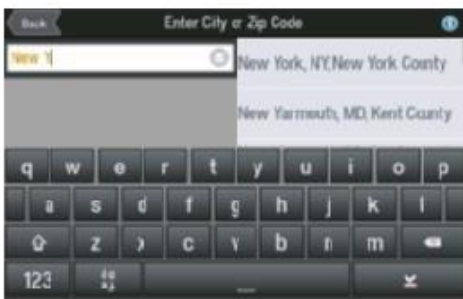 Back
Enter City or Zip Code
New Y
New York, NY, New York County
New Yarmouth, MD, Kent County
q w e r t y u i o p
a s d f g h j k l
z x c v b n m
123